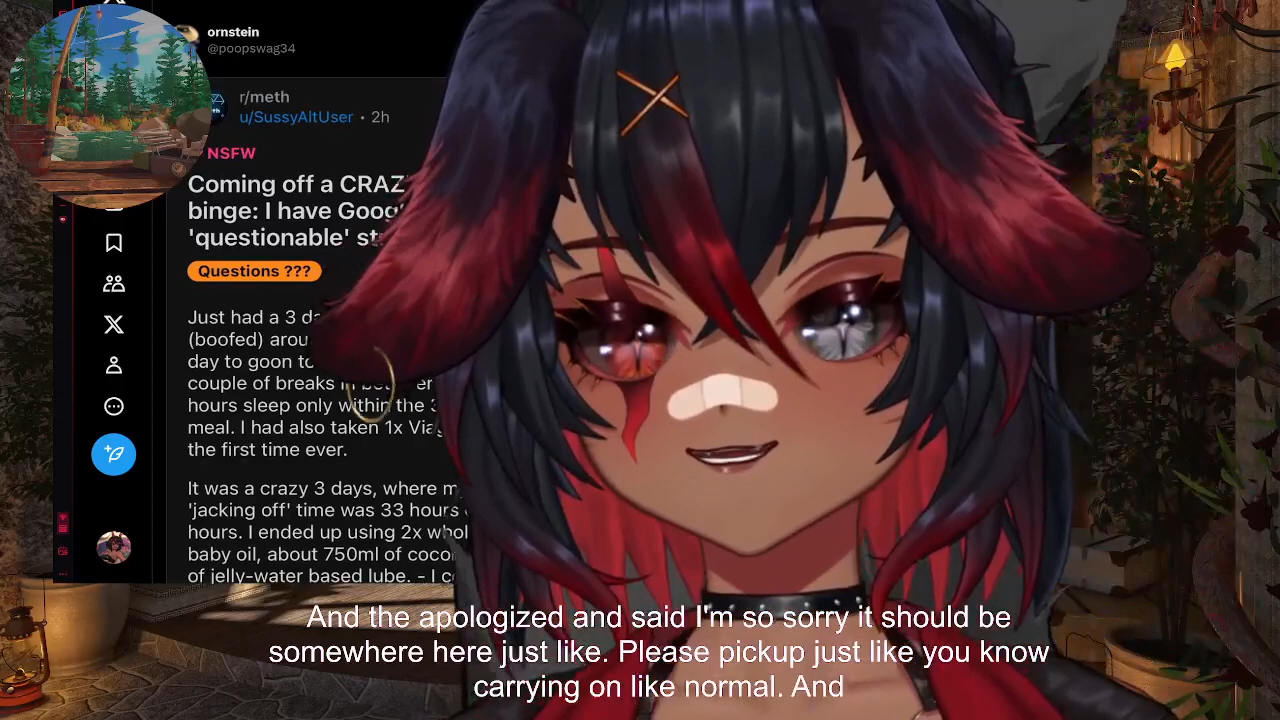 ornstein
@poopswag34
r/meth
u/SussyAltUser • 2h
NSFW
Coming off a CRAZ
binge: I have Goog
'questionable' st
Questions ???
Just had a 3 da
(boofed) arou
day to goon to
couple of breaks in
hours sleep only within the 3
meal. I had also taken 1x Via
the first time ever.
It was a crazy 3 days, where m
'jacking off' time was 33 hours
hours. I ended up using 2x whol
baby oil, about 750ml of coco
of jelly-water based lube. - I c
And the apologized and said I'm so sorry it should be
somewhere here just like. Please pickup just like you know
carrying on like normal. And